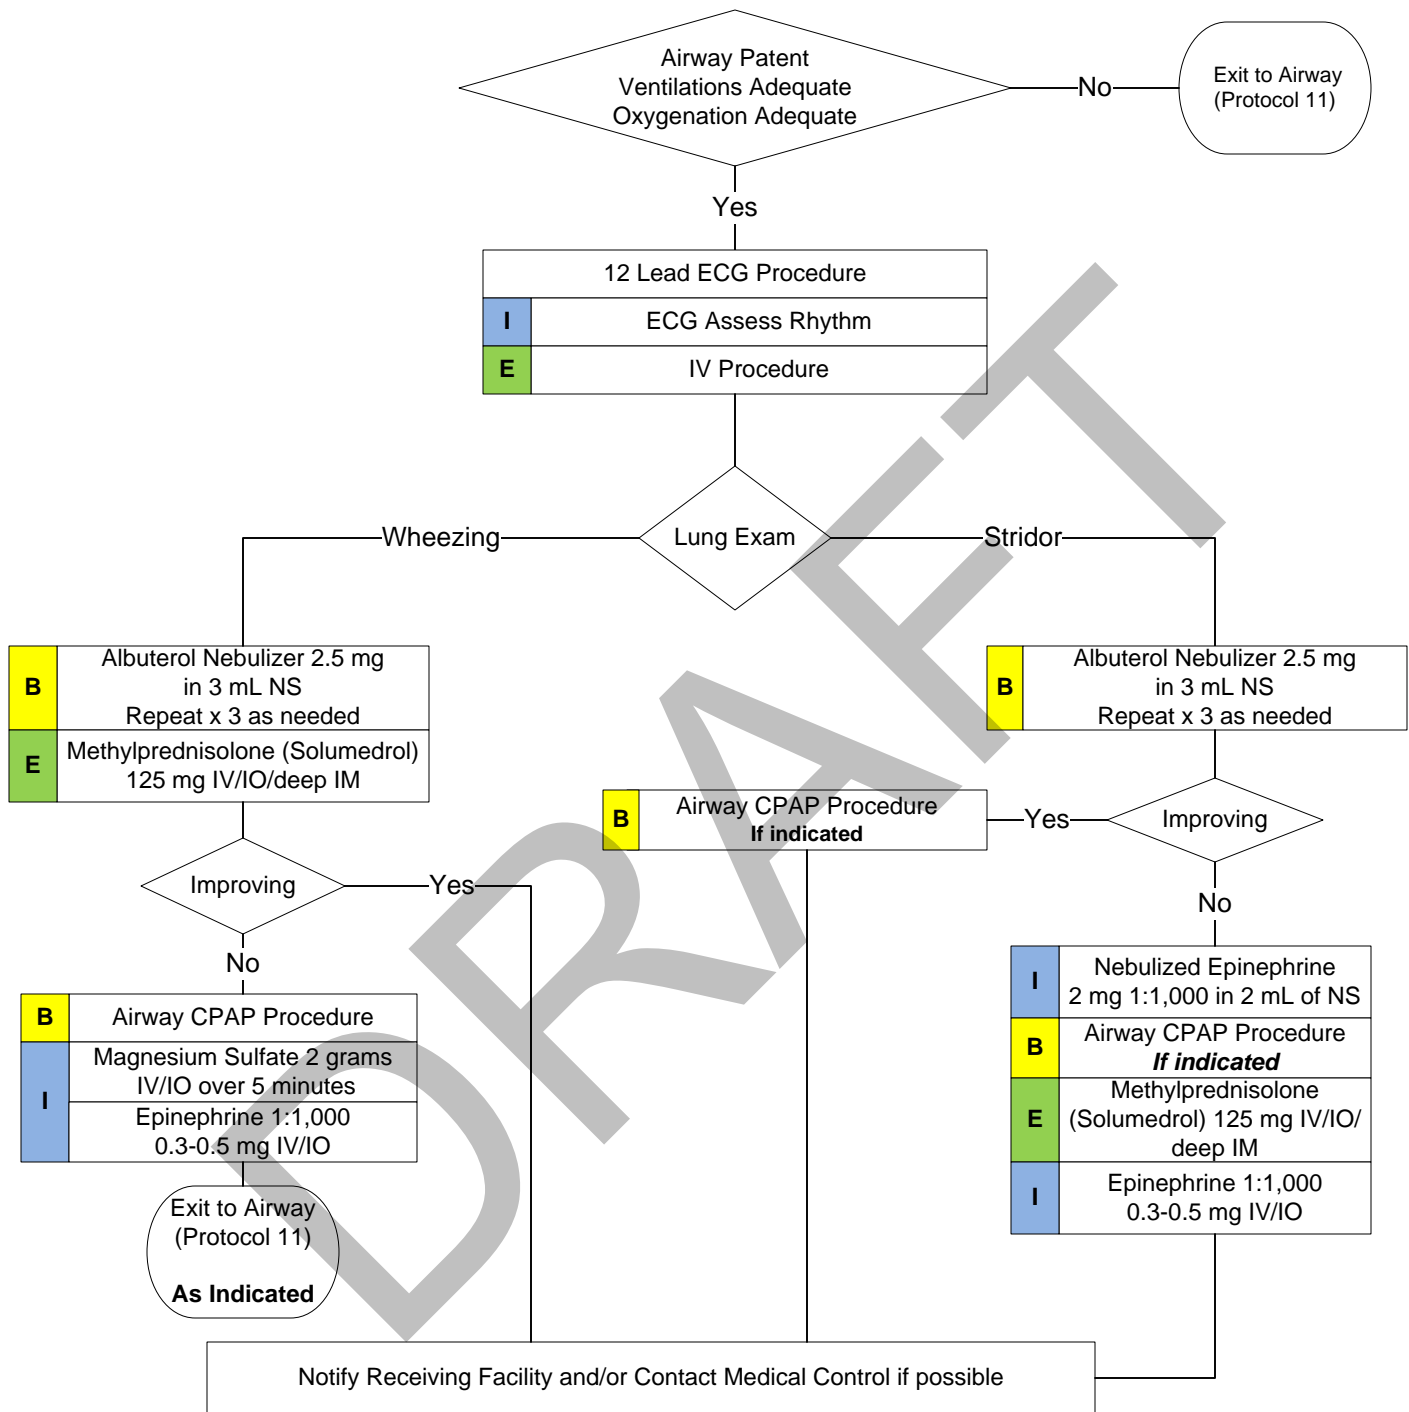 Airway Patent
Ventilations Adequate
Oxygenation Adequate
No
Exit to Airway
(Protocol 11)
Yes
12 Lead ECG Procedure
I
ECG Assess Rhythm
E
IV Procedure
Wheezing
Lung Exam
Stridor
B
Albuterol Nebulizer 2.5 mg
in 3 mL NS
Repeat x 3 as needed
E
Methylprednisolone (Solumedrol)
125 mg IV/IO/deep IM
Improving
Yes
No
B
Airway CPAP Procedure
I
Magnesium Sulfate 2 grams
IV/IO over 5 minutes
Epinephrine 1:1,000
0.3-0.5 mg IV/IO
Exit to Airway
(Protocol 11)
As Indicated
B
Albuterol Nebulizer 2.5 mg
in 3 mL NS
Repeat x 3 as needed
Improving
Yes
B
Airway CPAP Procedure
If indicated
No
I
Nebulized Epinephrine
2 mg 1:1,000 in 2 mL of NS
B
Airway CPAP Procedure
If indicated
E
Methylprednisolone
(Solumedrol) 125 mg IV/IO/
deep IM
I
Epinephrine 1:1,000
0.3-0.5 mg IV/IO
Notify Receiving Facility and/or Contact Medical Control if possible
DRAFT